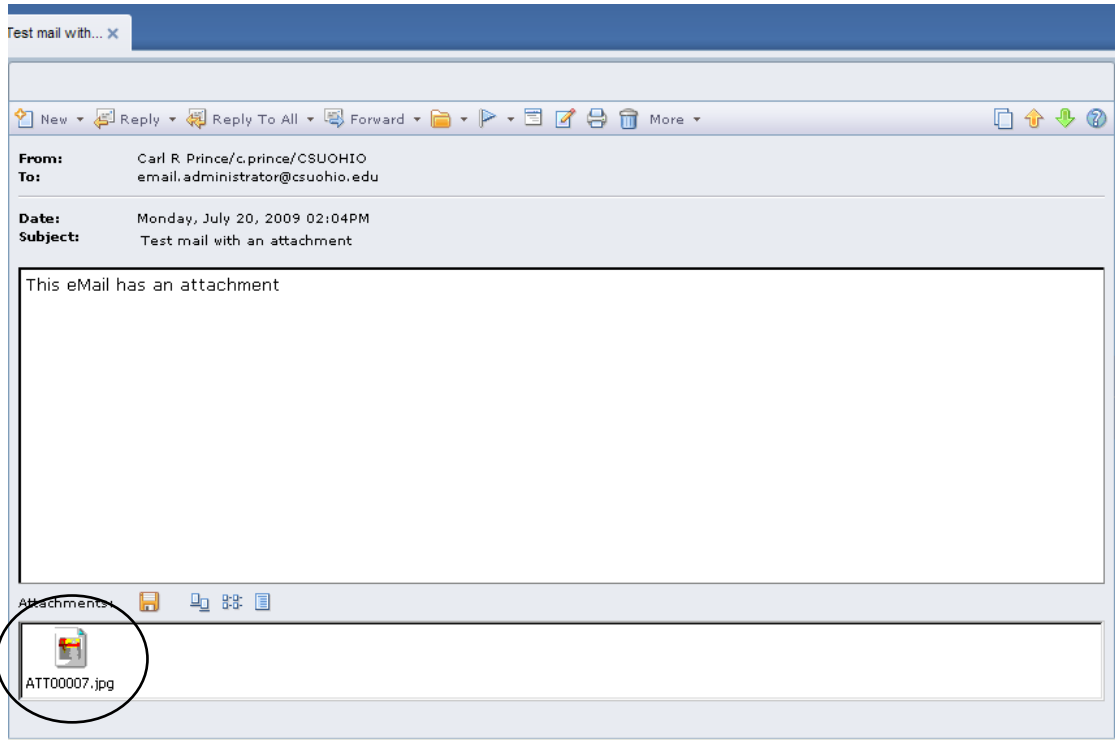 Test mail with...
New Reply Reply To All Forward More
From: Carl R Prince/c.prince/CSUOHIO
To: email.administrator@csuohio.edu
Date: Monday, July 20, 2009 02:04PM
Subject: Test mail with an attachment
This eMail has an attachment
Attachments:
ATT00007.jpg